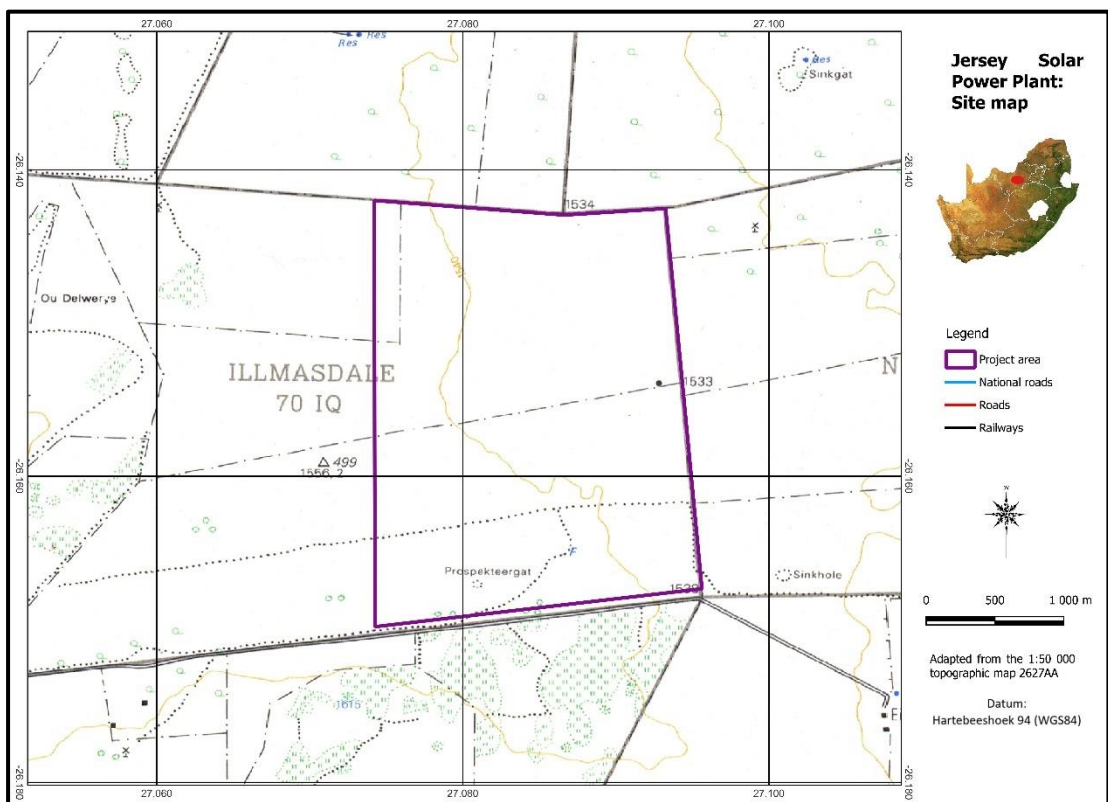 27.060
27.080
27.100
Res
Res
Res
Sinkgat
-26.140
-26.140
1534
1540
Ou Delwerye
ILLMASDALE
70 IQ
N
1533
499
1556,2
-26.160
-26.160
F
Prospekteergat
Sinkhole
1615
-26.180
-26.180
27.060
27.080
27.100
Jersey Solar
Power Plant:
Site map
Legend
Project area
National roads
Roads
Railways
N
0 500 1 000 m
Adapted from the 1:50 000
topographic map 2627AA
Datum:
Hartebeeshoek 94 (WGS84)